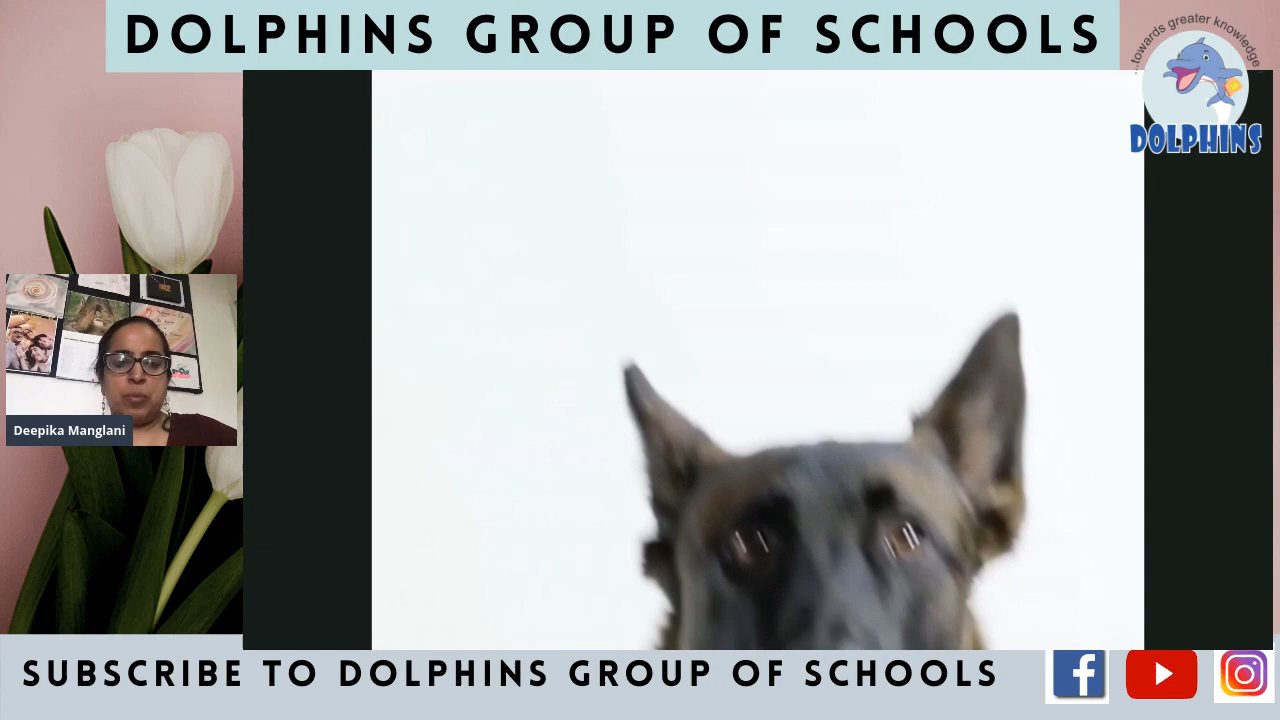 DOLPHINS GROUP OF SCHOOLS
...towards greater knowledge
DOLPHINS
Deepika Manglani
SUBSCRIBE TO DOLPHINS GROUP OF SCHOOLS